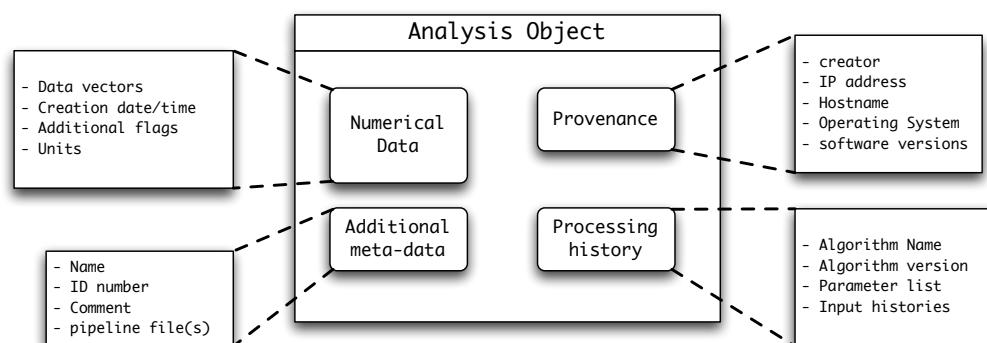 Analysis Object
- Data vectors
- Creation date/time
- Additional flags
- Units
Numerical
Data
Provenance
- creator
- IP address
- Hostname
- Operating System
- software versions
- Name
- ID number
- Comment
- pipeline file(s)
Additional
meta-data
Processing
history
- Algorithm Name
- Algorithm version
- Parameter list
- Input histories